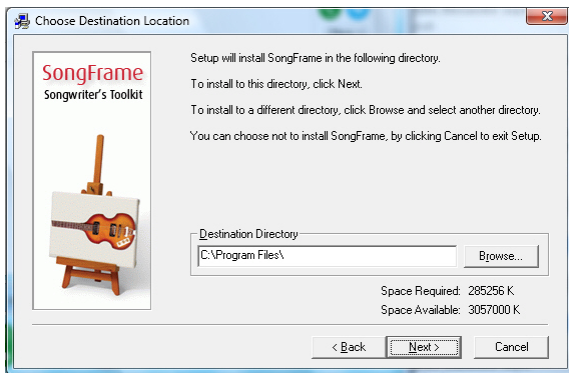 Choose Destination Location
SongFrame
Songwriter's Toolkit
Setup will install SongFrame in the following directory.
To install to this directory, click Next.
To install to a different directory, click Browse and select another directory.
You can choose not to install SongFrame, by clicking Cancel to exit Setup.
Destination Directory
C:\Program Files\
Browse...
Space Required: 285256 K
Space Available: 3057000 K
< Back
Next >
Cancel